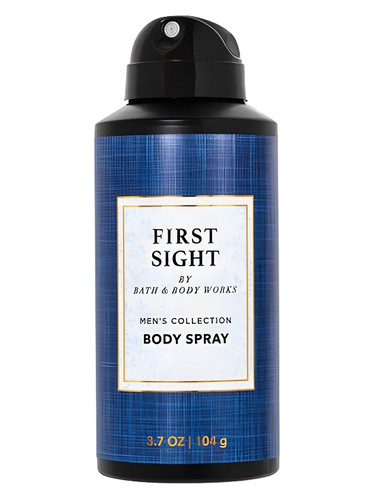 FIRST
SIGHT
BY
BATH & BODY WORKS
MEN'S COLLECTION
BODY SPRAY
3.7 OZ | 104 g